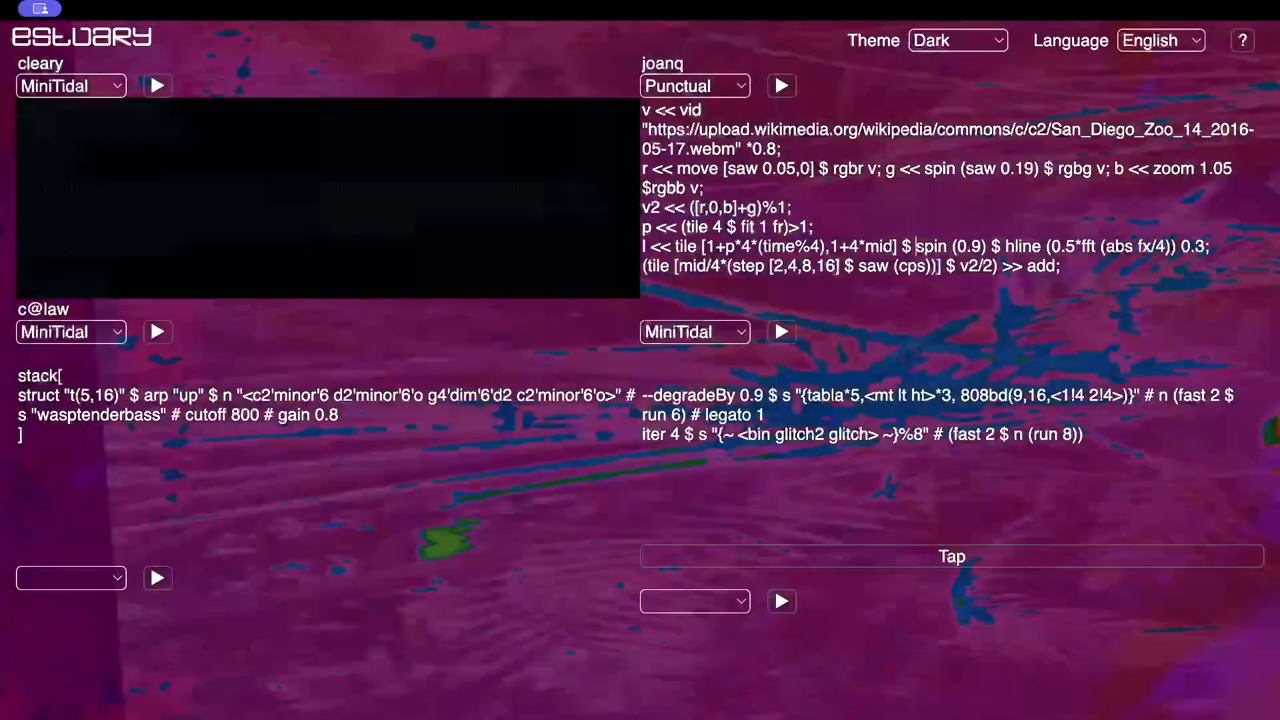 estuary
Theme Dark Language English ?
cleary
MiniTidal
joanq
Punctual
v << vid
"https://upload.wikimedia.org/wikipedia/commons/c/c2/San_Diego_Zoo_14_2016-
05-17.webm" *0.8;
r << move [saw 0.05,0] $ rgbr v; g << spin (saw 0.19) $ rgbg v; b << zoom 1.05
$rgbb v;
v2 << ([r,0,b]+g)%1;
p << (tile 4 $ fit 1 fr)>1;
l << tile [1+p*4*(time%4),1+4*mid] $ spin (0.9) $ hline (0.5*fft (abs fx/4)) 0.3;
(tile [mid/4*(step [2,4,8,16] $ saw (cps))] $ v2/2) >> add;
c@law
MiniTidal
stack[
struct "t(5,16)" $ arp "up" $ n "<c2'minor'6 d2'minor'6'o g4'dim'6'd2 c2'minor'6'o>" #
s "wasptenderbass" # cutoff 800 # gain 0.8
]
MiniTidal
--degradeBy 0.9 $ s "{tabla*5,<mt lt ht>*3, 808bd(9,16,<1!4 2!4>)}" # n (fast 2 $
run 6) # legato 1
iter 4 $ s "{~ <bin glitch2 glitch> ~}%8" # (fast 2 $ n (run 8))
Tap